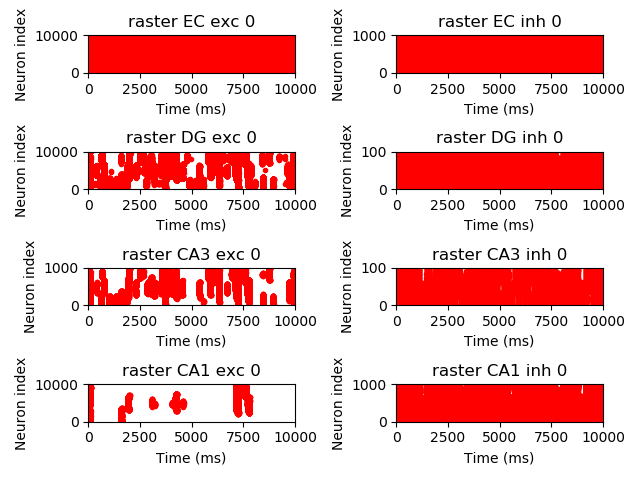 raster EC exc 0
raster EC inh 0
Neuron index
10000
0
0 2500 5000 7500 10000
Time (ms)
Neuron index
10000
0
0 2500 5000 7500 10000
Time (ms)
raster DG exc 0
raster DG inh 0
Neuron index
10000
0
0 2500 5000 7500 10000
Time (ms)
Neuron index
100
0
0 2500 5000 7500 10000
Time (ms)
raster CA3 exc 0
raster CA3 inh 0
Neuron index
1000
0
0 2500 5000 7500 10000
Time (ms)
Neuron index
100
0
0 2500 5000 7500 10000
Time (ms)
raster CA1 exc 0
raster CA1 inh 0
Neuron index
10000
0
0 2500 5000 7500 10000
Time (ms)
Neuron index
1000
0
0 2500 5000 7500 10000
Time (ms)